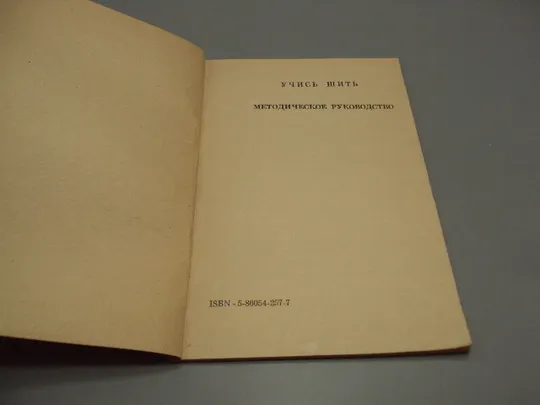 УЧИСЬ ШИТЬ
МЕТОДИЧЕСКОЕ РУКОВОДСТВО
ISBN - 5-86054-257-7